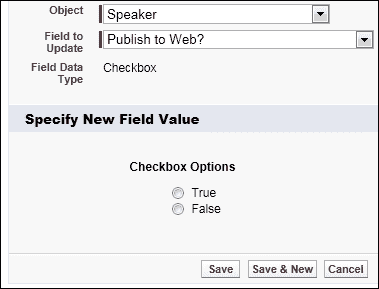 Object Speaker
Field to Update Publish to Web?
Field Data Type Checkbox
Specify New Field Value
Checkbox Options
True
False
Save Save & New Cancel